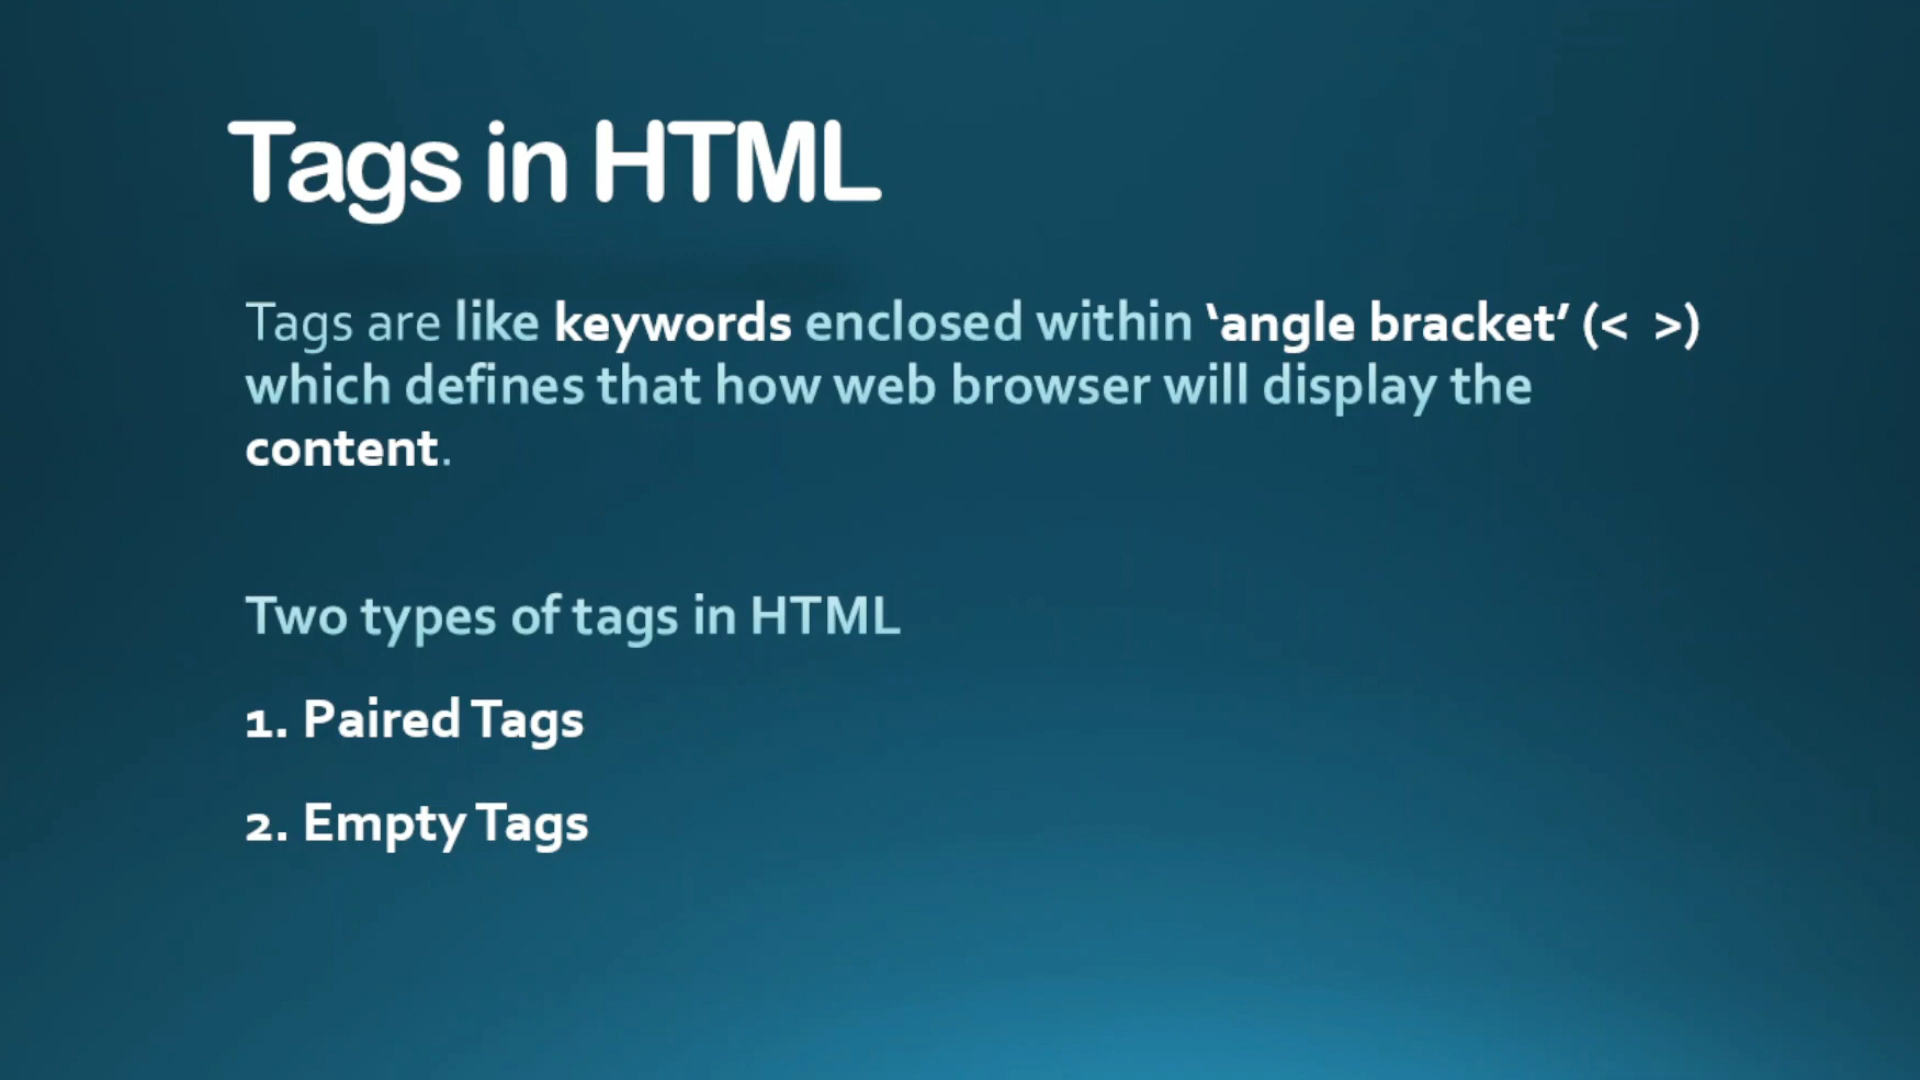 Tags in HTML
Tags are like keywords enclosed within ‘angle bracket’ (< >)
which defines that how web browser will display the
content.
Two types of tags in HTML
1. Paired Tags
2. Empty Tags